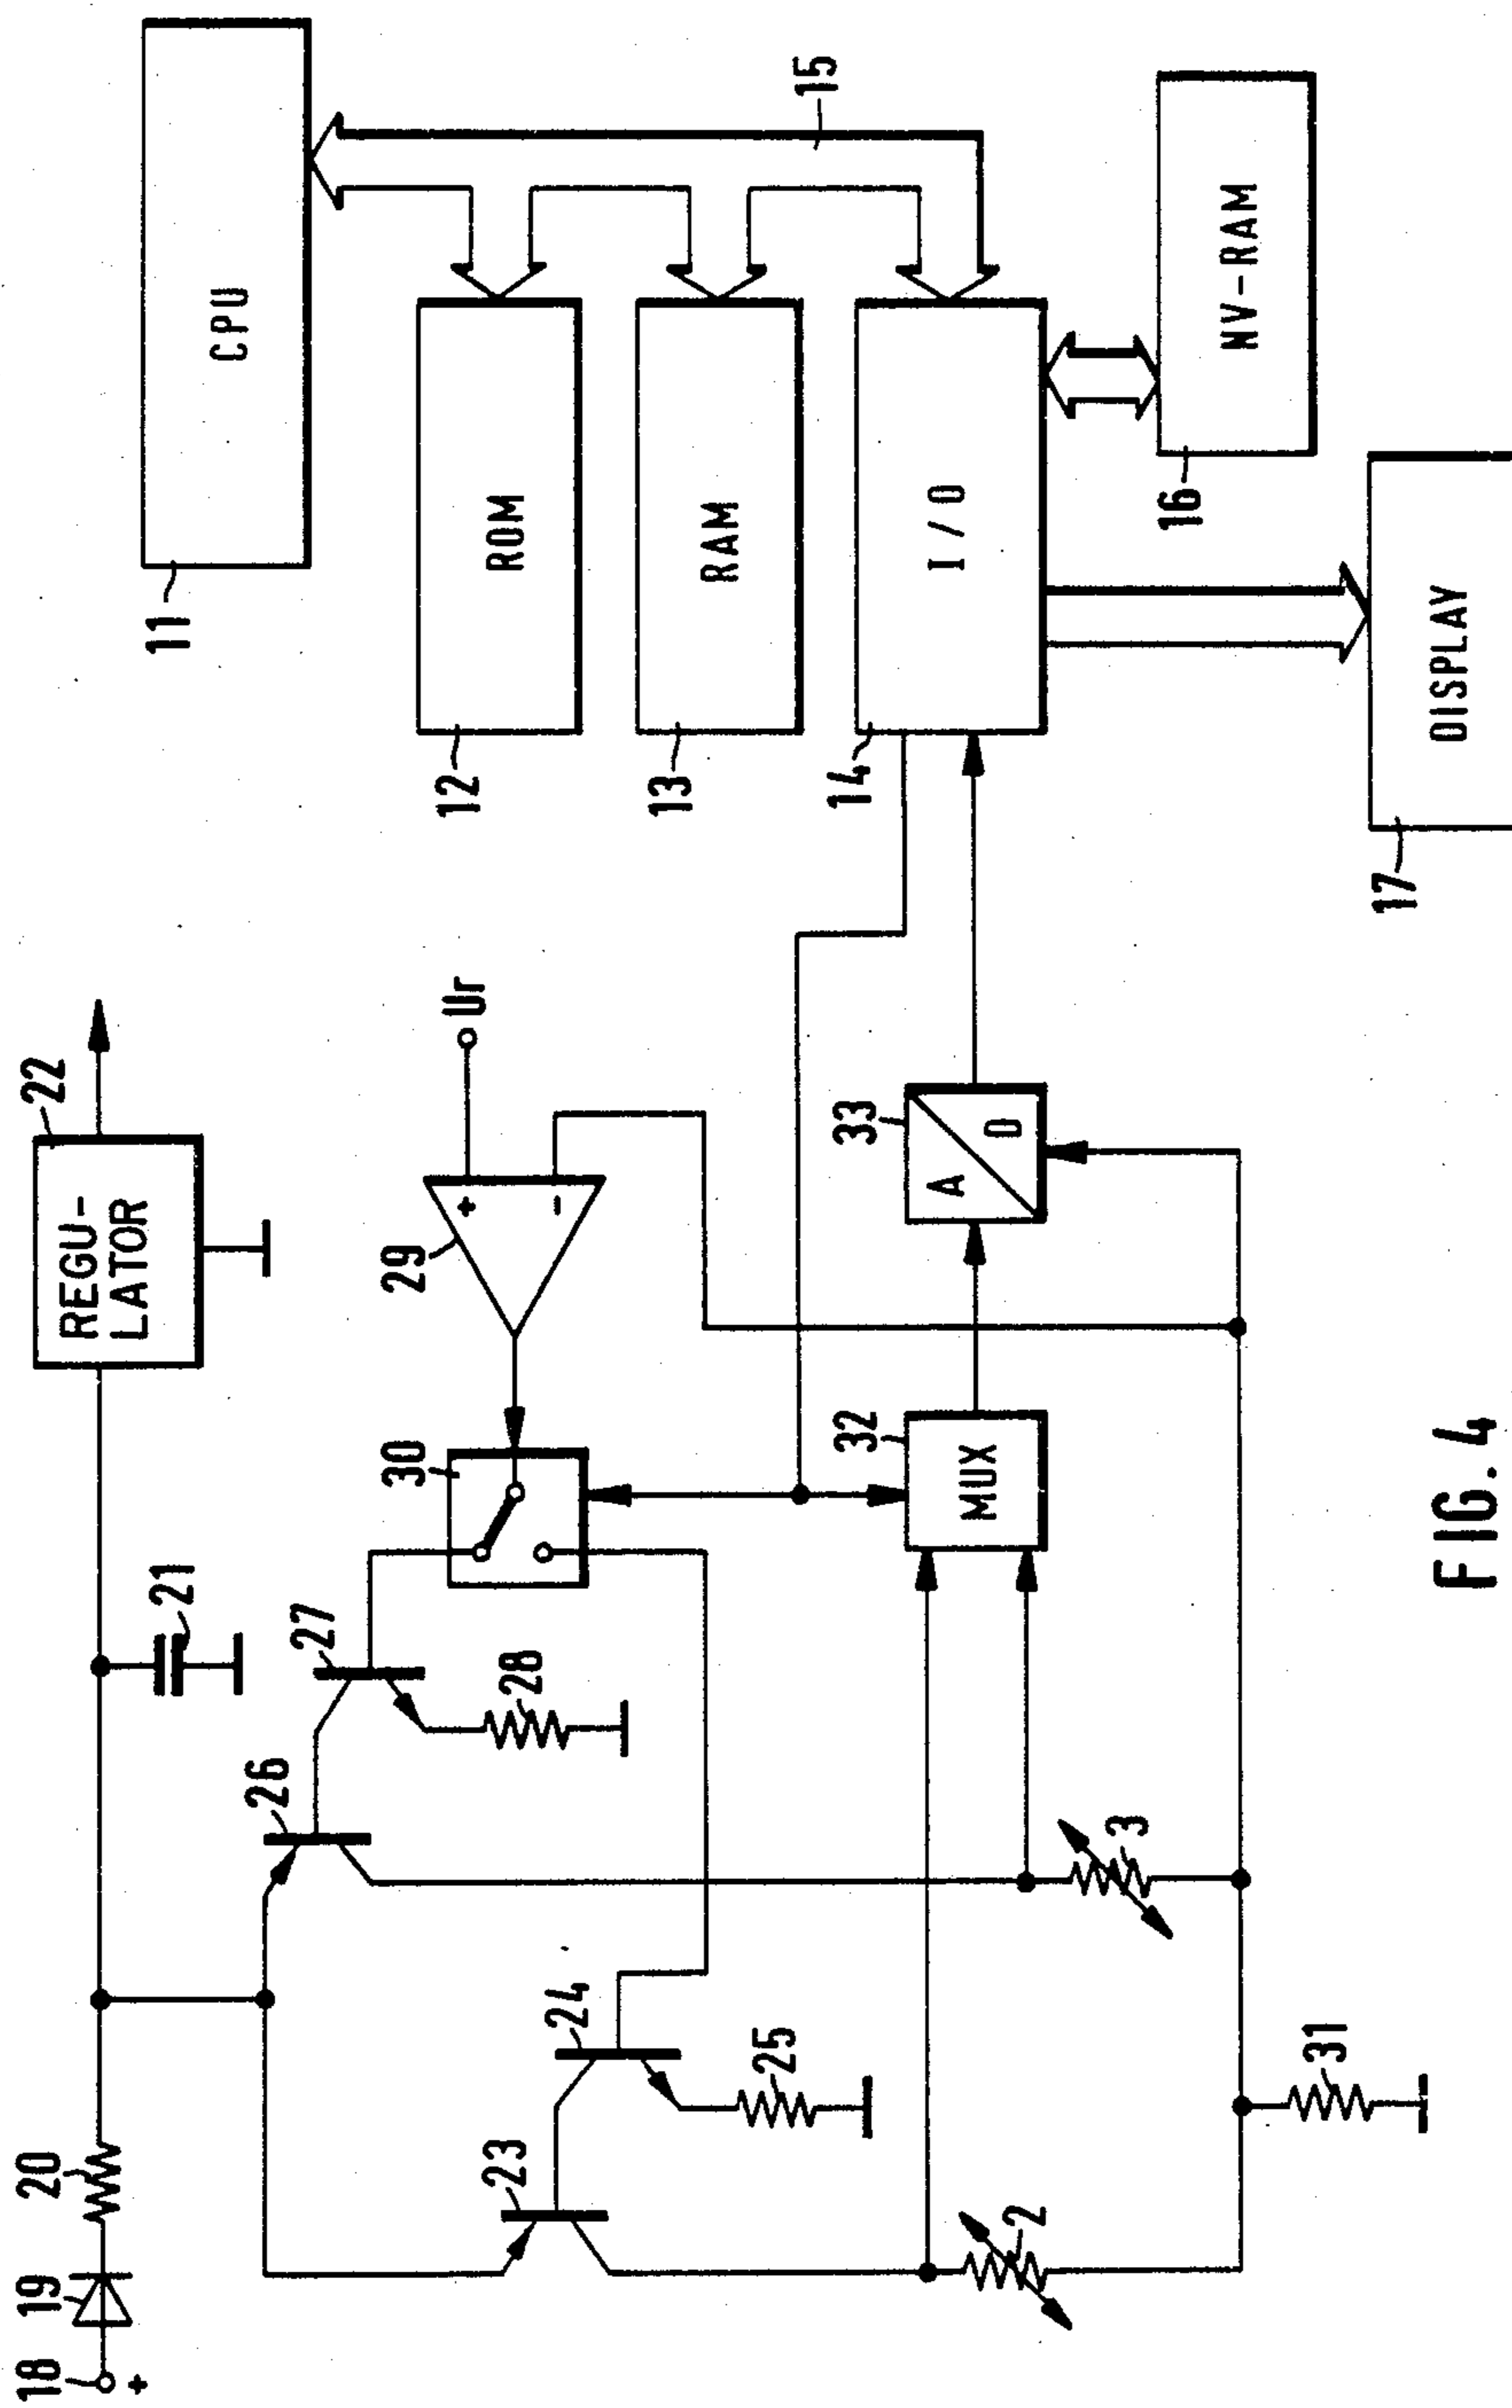 18
+
19
20
21
22
REGU-
LATOR
23
24
25
26
27
28
29
+
-
Ur
30
31
2
3
32
MUX
33
A
D
11
CPU
12
ROM
13
RAM
14
I/O
15
16
NV-RAM
17
DISPLAY
FIG. 4